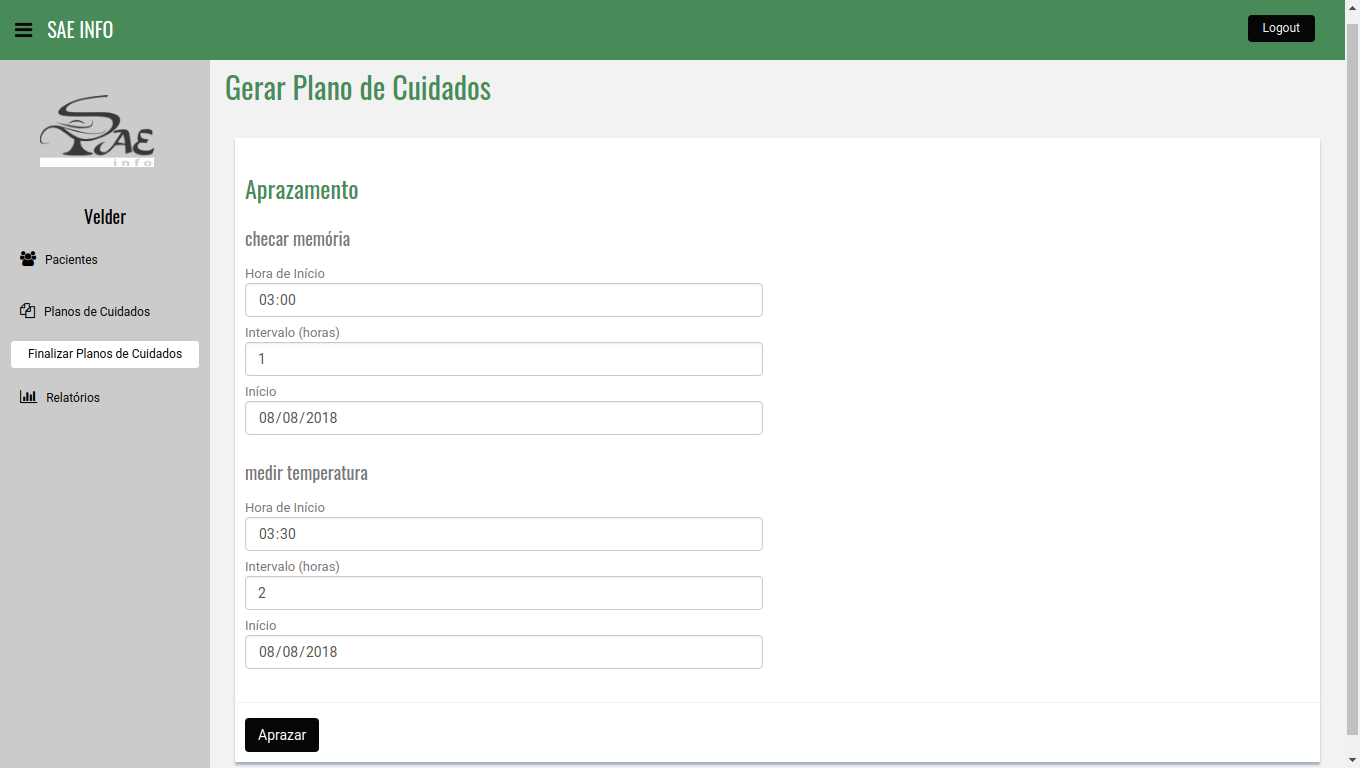 SAE INFO
Logout
SAE
info
Velder
Pacientes
Planos de Cuidados
Finalizar Planos de Cuidados
Relatórios
Gerar Plano de Cuidados
Aprazamento
checar memória
Hora de Início
03:00
Intervalo (horas)
1
Início
08/08/2018
medir temperatura
Hora de Início
03:30
Intervalo (horas)
2
Início
08/08/2018
Aprazar